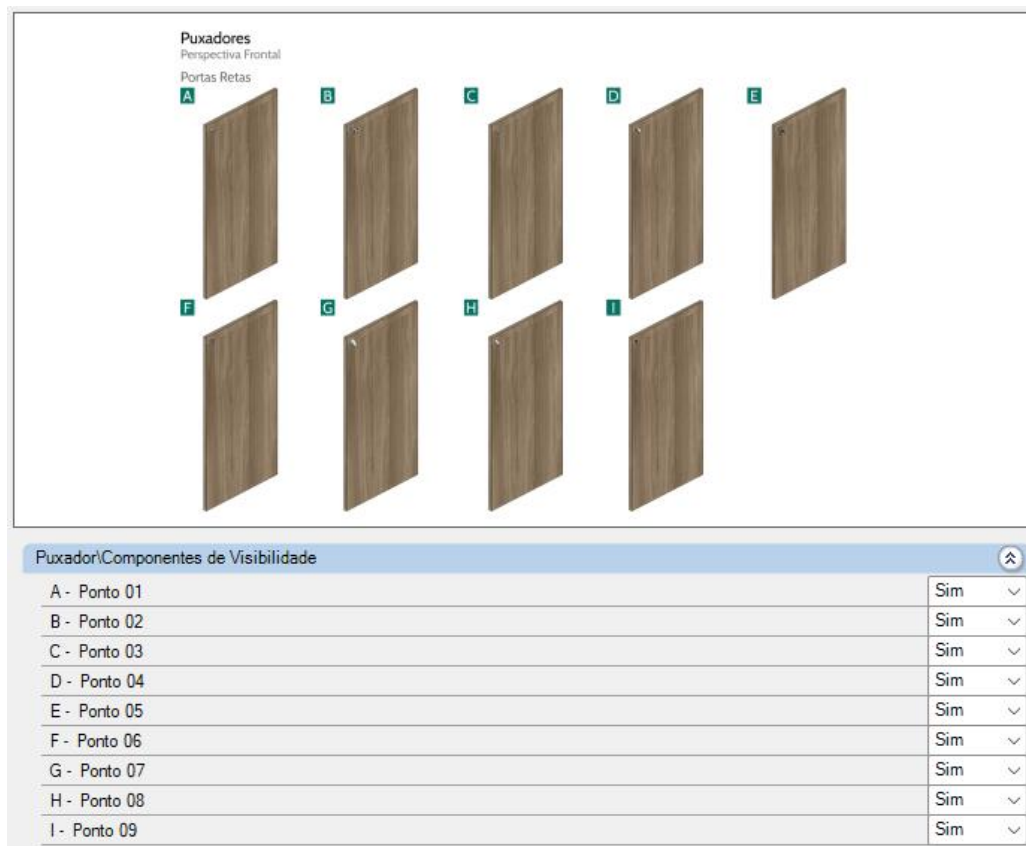 Puxadores
Perspectiva Frontal
Portas Retas
A B C D E
F G H I
Puxador\Componentes de Visibilidade
A - Ponto 01 Sim
B - Ponto 02 Sim
C - Ponto 03 Sim
D - Ponto 04 Sim
E - Ponto 05 Sim
F - Ponto 06 Sim
G - Ponto 07 Sim
H - Ponto 08 Sim
I - Ponto 09 Sim